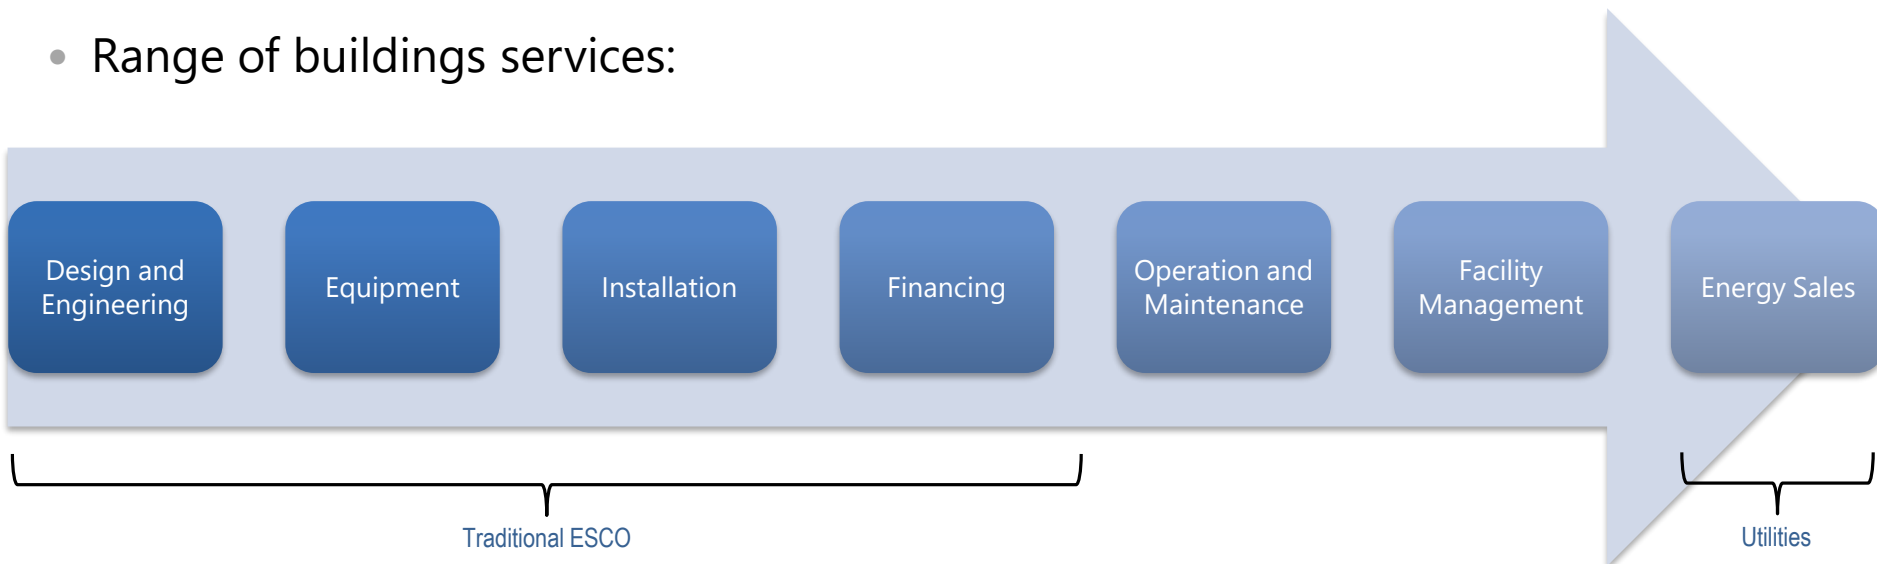 • Range of buildings services:
Design and
Engineering
Equipment
Installation
Financing
Operation and
Maintenance
Facility
Management
Energy Sales
Traditional ESCO
Utilities